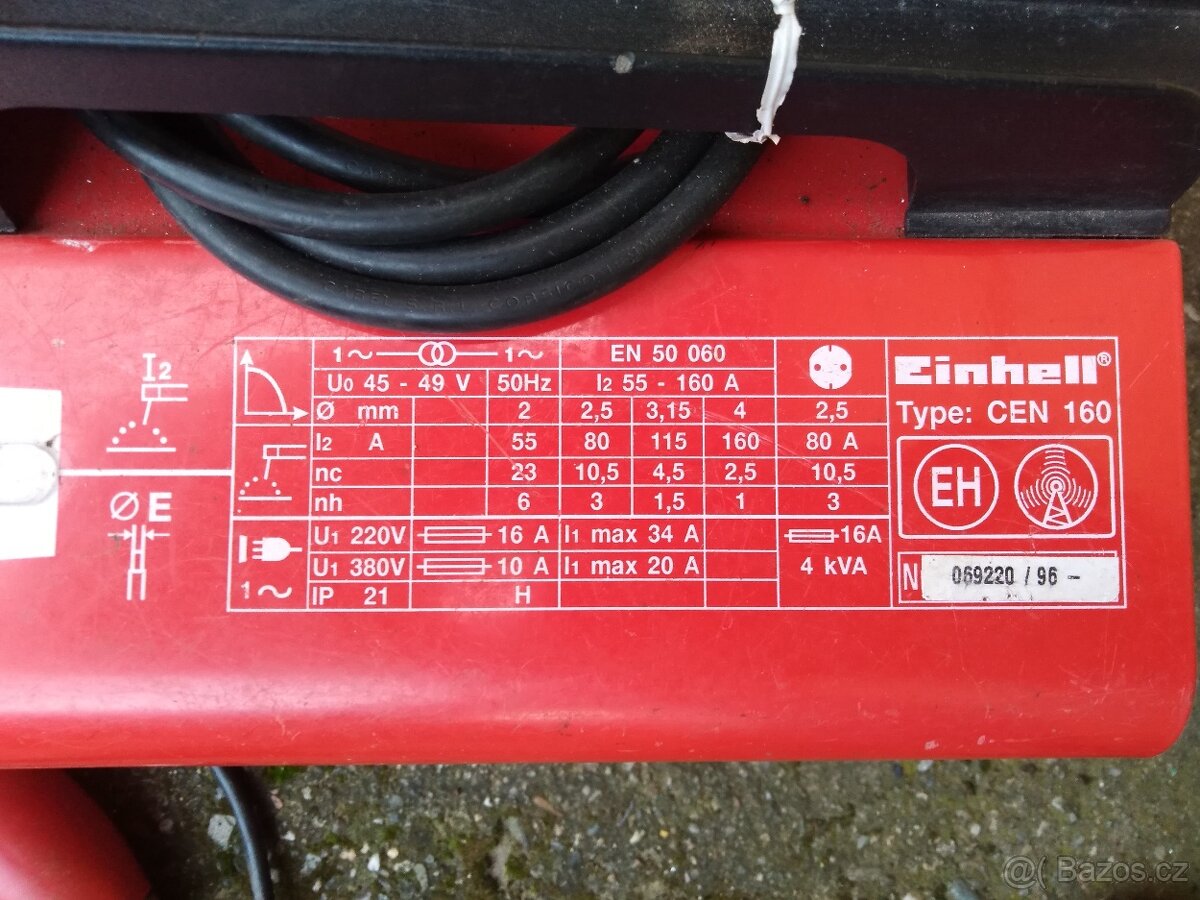 I2
Ø E
1~ 1~ EN 50 060
U0 45 - 49 V 50Hz I2 55 - 160 A
Ø mm 2 2,5 3,15 4 2,5
I2 A 55 80 115 160 80 A
nc 23 10,5 4,5 2,5 10,5
nh 6 3 1,5 1 3
U1 220V 16 A I1 max 34 A 16A
U1 380V 10 A I1 max 20 A 4 kVA
1~ IP 21 H
Einhell®
Type: CEN 160
EH
N 069220 / 96 -
© Bazos.cz